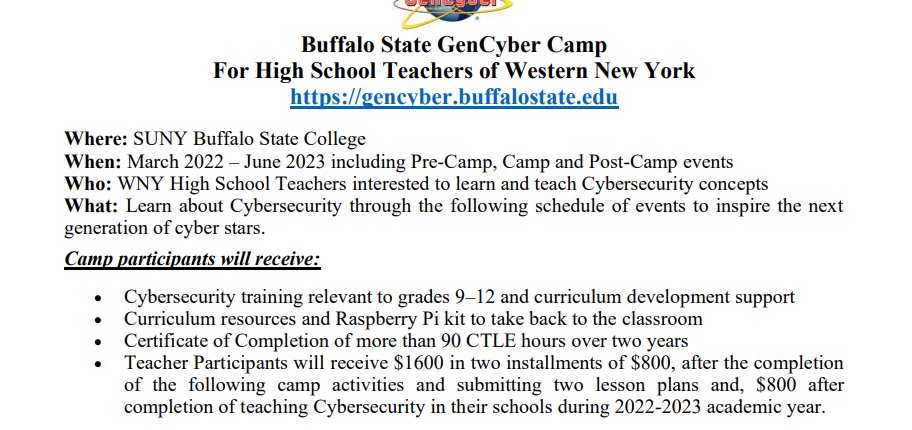 GenCyber
Buffalo State GenCyber Camp
For High School Teachers of Western New York
https://gencyber.buffalostate.edu
Where: SUNY Buffalo State College
When: March 2022 – June 2023 including Pre-Camp, Camp and Post-Camp events
Who: WNY High School Teachers interested to learn and teach Cybersecurity concepts
What: Learn about Cybersecurity through the following schedule of events to inspire the next
generation of cyber stars.
Camp participants will receive:
• Cybersecurity training relevant to grades 9–12 and curriculum development support
• Curriculum resources and Raspberry Pi kit to take back to the classroom
• Certificate of Completion of more than 90 CTLE hours over two years
• Teacher Participants will receive $1600 in two installments of $800, after the completion
of the following camp activities and submitting two lesson plans and, $800 after
completion of teaching Cybersecurity in their schools during 2022-2023 academic year.